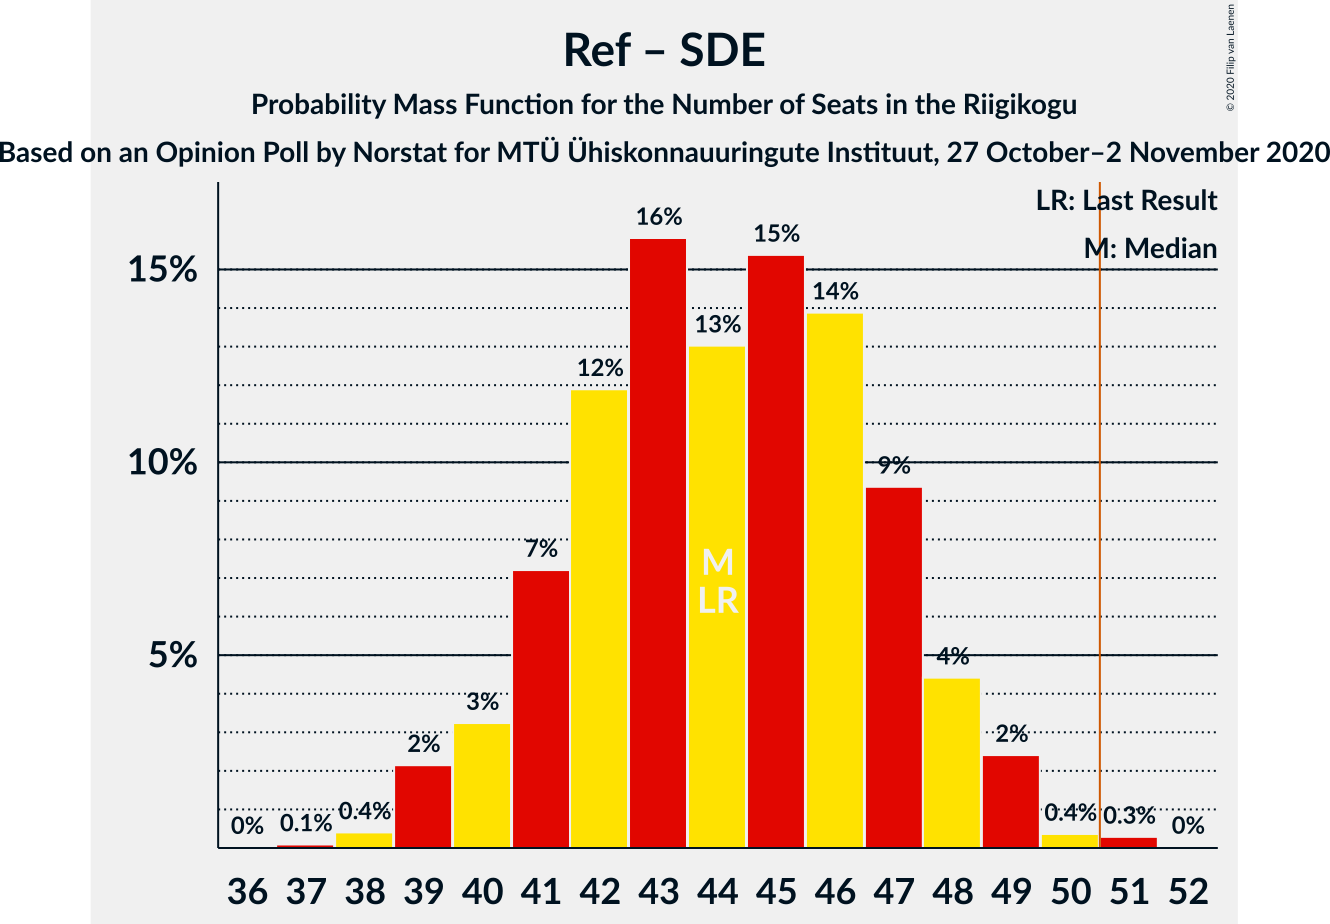 Ref – SDE
Probability Mass Function for the Number of Seats in the Riigikogu
Based on an Opinion Poll by Norstat for MTÜ Ühiskonnauuringute Instituut, 27 October–2 November 2020
© 2020 Filip van Laenen
LR: Last Result
M: Median
15%
10%
5%
0% 0.1% 0.4% 2% 3% 7% 12% 16% 13% 15% 14% 9% 4% 2% 0.4% 0.3% 0%
M
LR
36 37 38 39 40 41 42 43 44 45 46 47 48 49 50 51 52